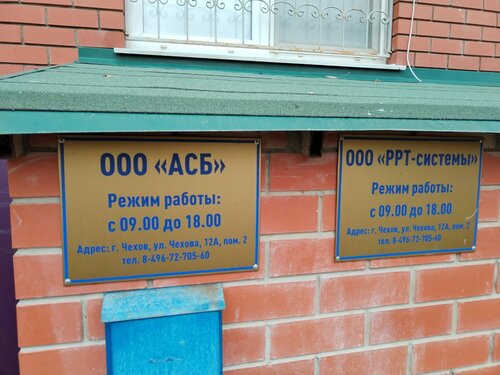 ООО «АСБ»
Режим работы:
с 09.00 до 18.00
Адрес: г. Чехов, ул. Чехова, 12А, пом. 2
тел. 8-496-72-705-60
ООО «РРТ-системы»
Режим работы:
с 09.00 до 18.00
Адрес: г. Чехов, ул. Чехова, 12А, пом. 2
тел. 8-496-72-705-60